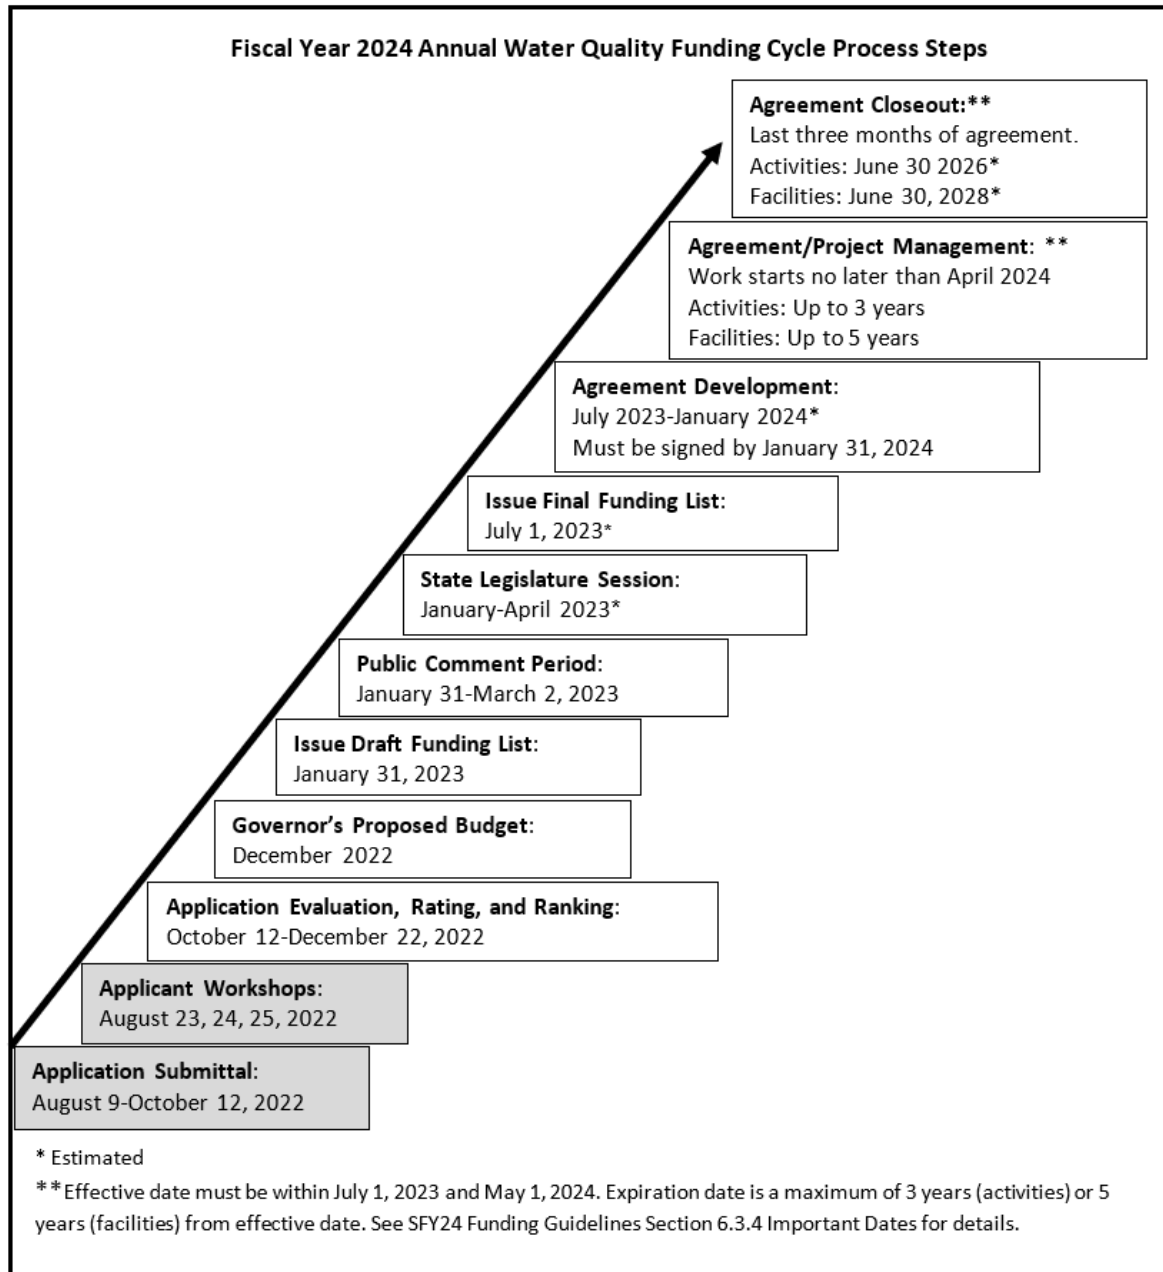 Fiscal Year 2024 Annual Water Quality Funding Cycle Process Steps
Agreement Closeout:**
Last three months of agreement.
Activities: June 30 2026*
Facilities: June 30, 2028*
Agreement/Project Management: **
Work starts no later than April 2024
Activities: Up to 3 years
Facilities: Up to 5 years
Agreement Development:
July 2023-January 2024*
Must be signed by January 31, 2024
Issue Final Funding List:
July 1, 2023*
State Legislature Session:
January-April 2023*
Public Comment Period:
January 31-March 2, 2023
Issue Draft Funding List:
January 31, 2023
Governor’s Proposed Budget:
December 2022
Application Evaluation, Rating, and Ranking:
October 12-December 22, 2022
Applicant Workshops:
August 23, 24, 25, 2022
Application Submittal:
August 9-October 12, 2022
* Estimated
**Effective date must be within July 1, 2023 and May 1, 2024. Expiration date is a maximum of 3 years (activities) or 5
years (facilities) from effective date. See SFY24 Funding Guidelines Section 6.3.4 Important Dates for details.